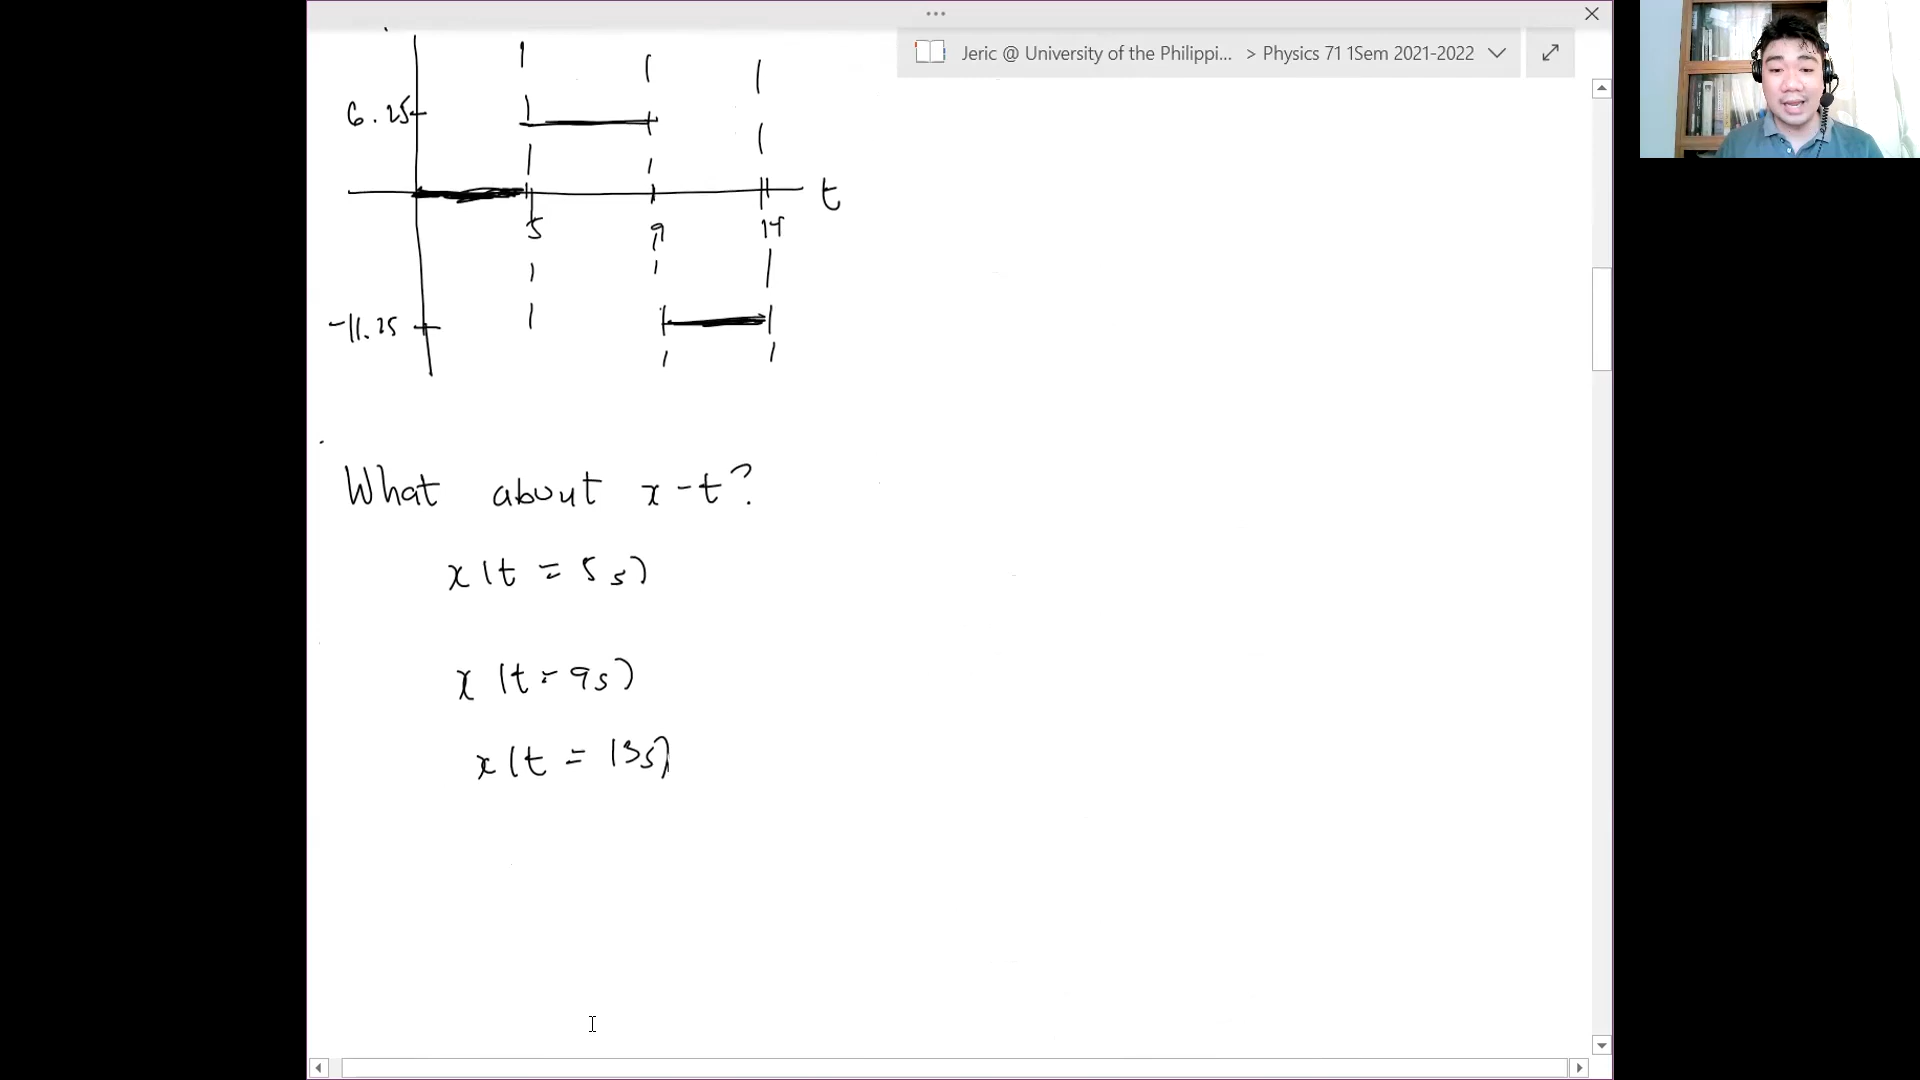 Jeric @ University of the Philippi... > Physics 71 1Sem 2021-2022
6.25
t
5 9 14
-11.25
What about x-t?
x(t = 5s)
x(t = 9s)
x(t = 13s)